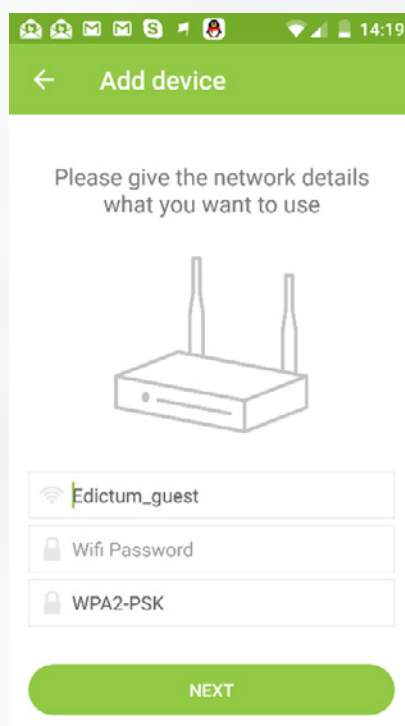 14:19
Add device
Please give the network details
what you want to use
Edictum_guest
Wifi Password
WPA2-PSK
NEXT